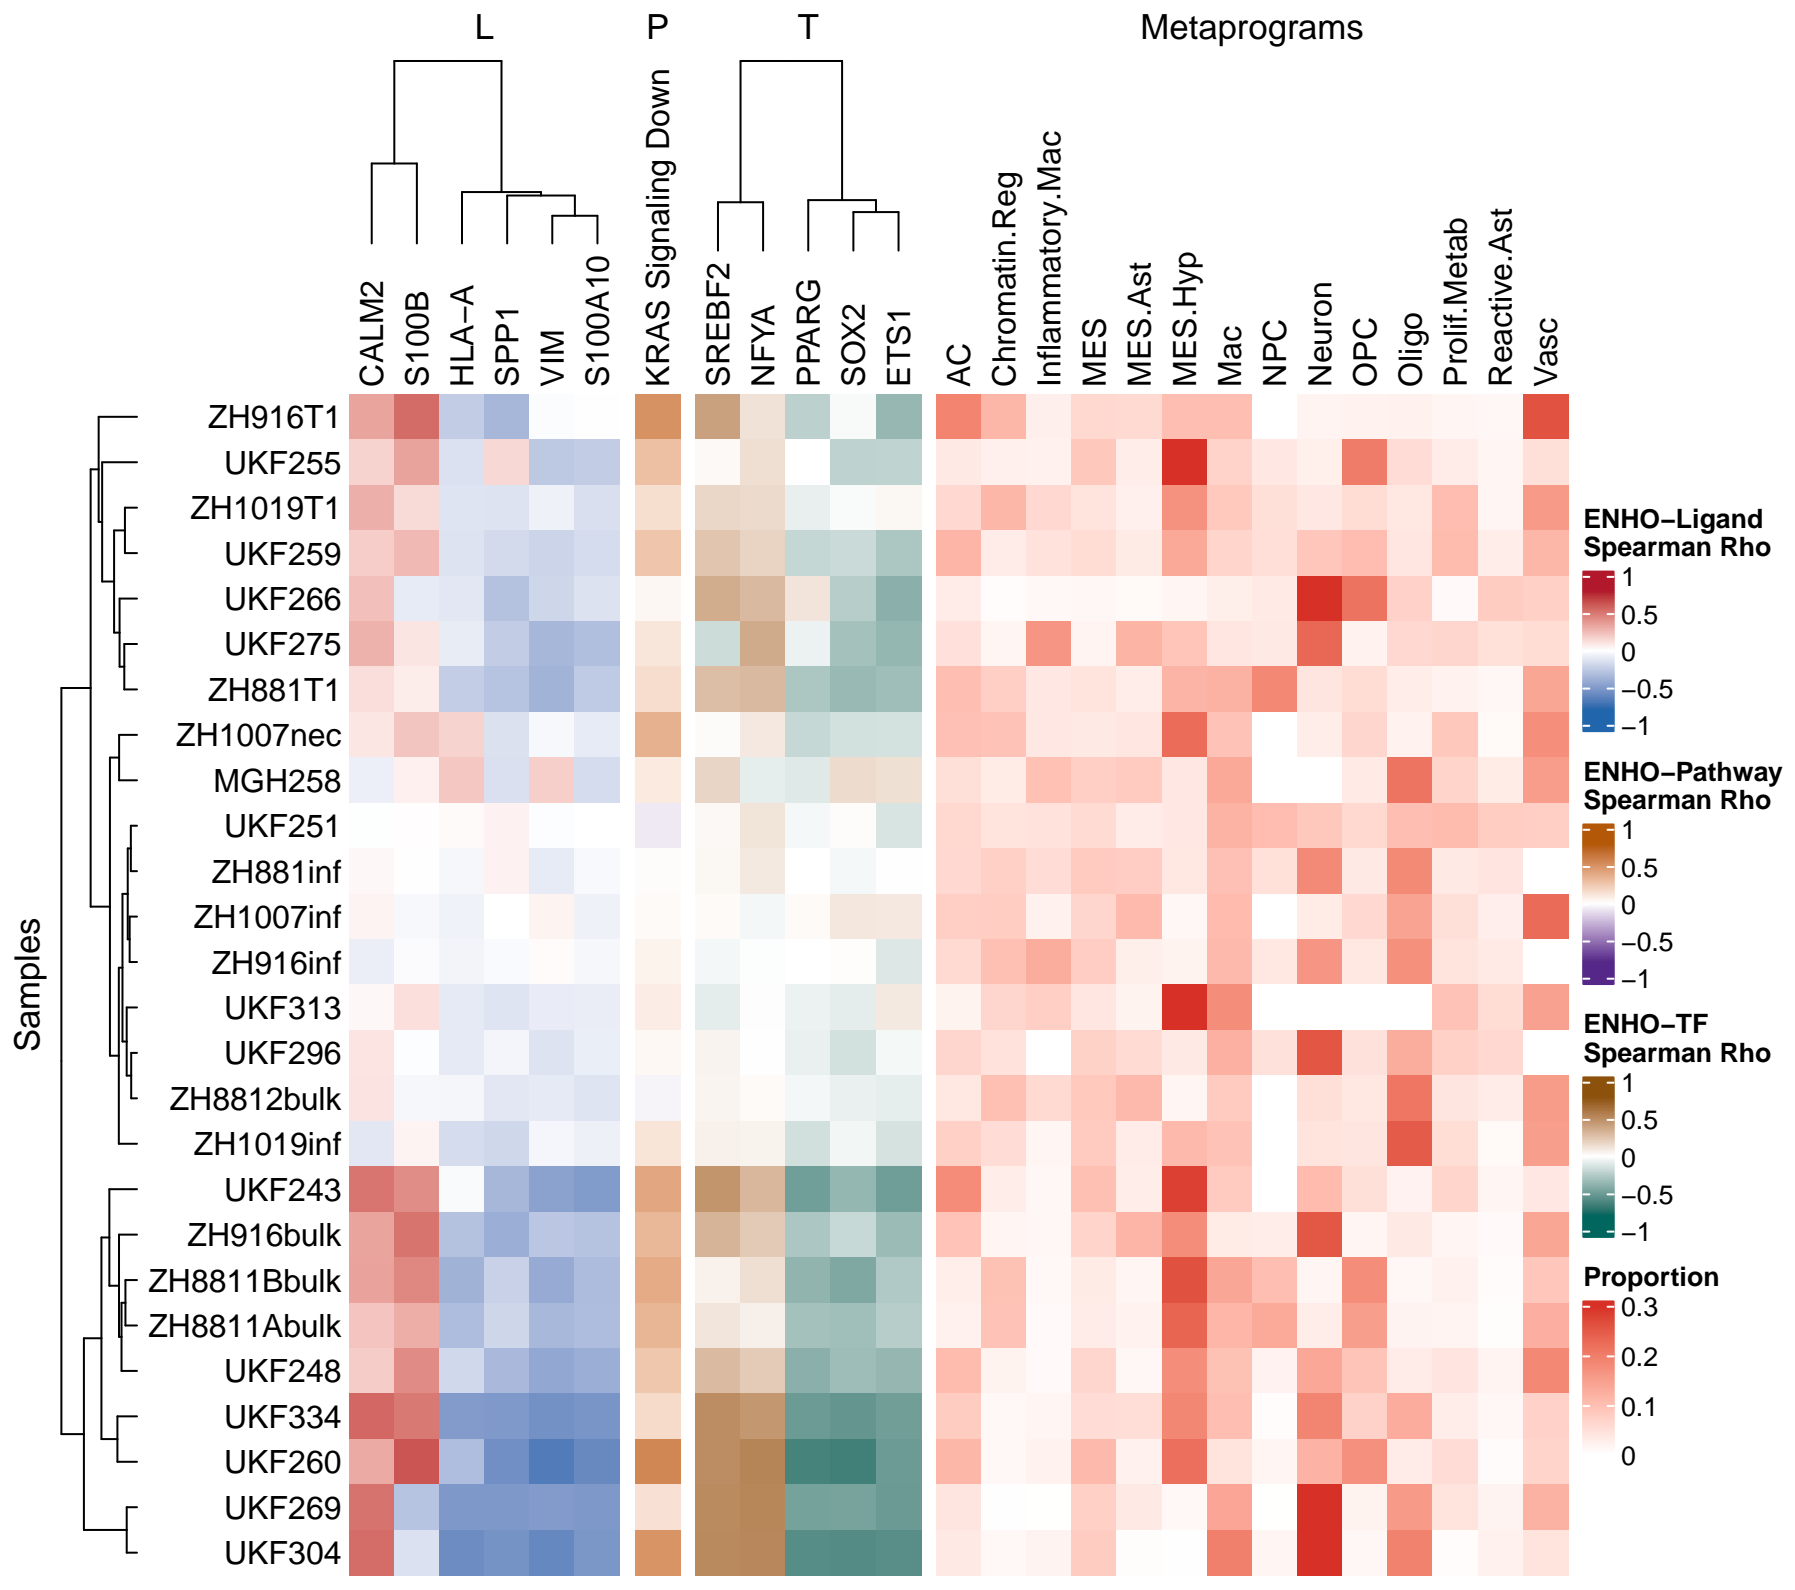 L
P
T
Metaprograms
CALM2
S100B
HLA−A
SPP1
VIM
S100A10
KRAS Signaling Down
SREBF2
NFYA
PPARG
SOX2
ETS1
AC
Chromatin.Reg
Inflammatory.Mac
MES
MES.Ast
MES.Hyp
Mac
NPC
Neuron
OPC
Oligo
Prolif.Metab
Reactive.Ast
Vasc
Samples
ZH916T1
UKF255
ZH1019T1
UKF259
UKF266
UKF275
ZH881T1
ZH1007nec
MGH258
UKF251
ZH881inf
ZH1007inf
ZH916inf
UKF313
UKF296
ZH8812bulk
ZH1019inf
UKF243
ZH916bulk
ZH8811Bbulk
ZH8811Abulk
UKF248
UKF334
UKF260
UKF269
UKF304
ENHO−Ligand
Spearman Rho
1
0.5
0
−0.5
−1
ENHO−Pathway
Spearman Rho
1
0.5
0
−0.5
−1
ENHO−TF
Spearman Rho
1
0.5
0
−0.5
−1
Proportion
0.3
0.2
0.1
0